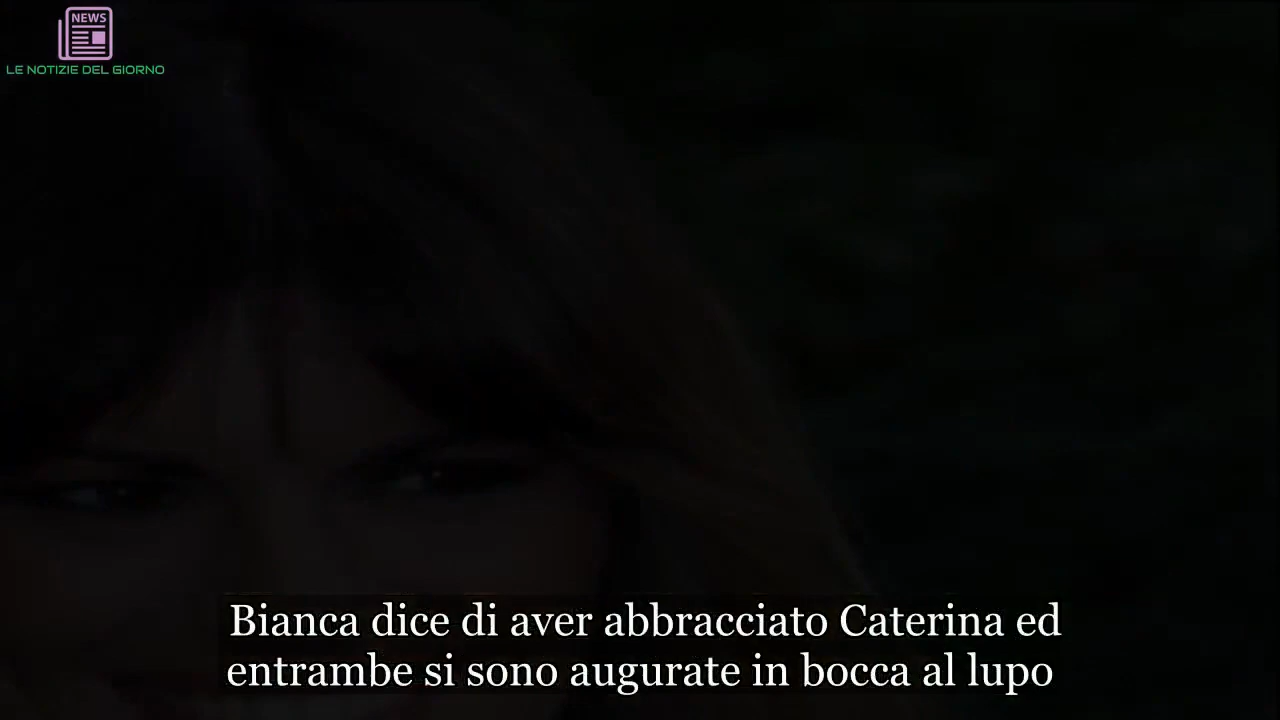 NEWS
LE NOTIZIE DEL GIORNO
Bianca dice di aver abbracciato Caterina ed
entrambe si sono augurate in bocca al lupo